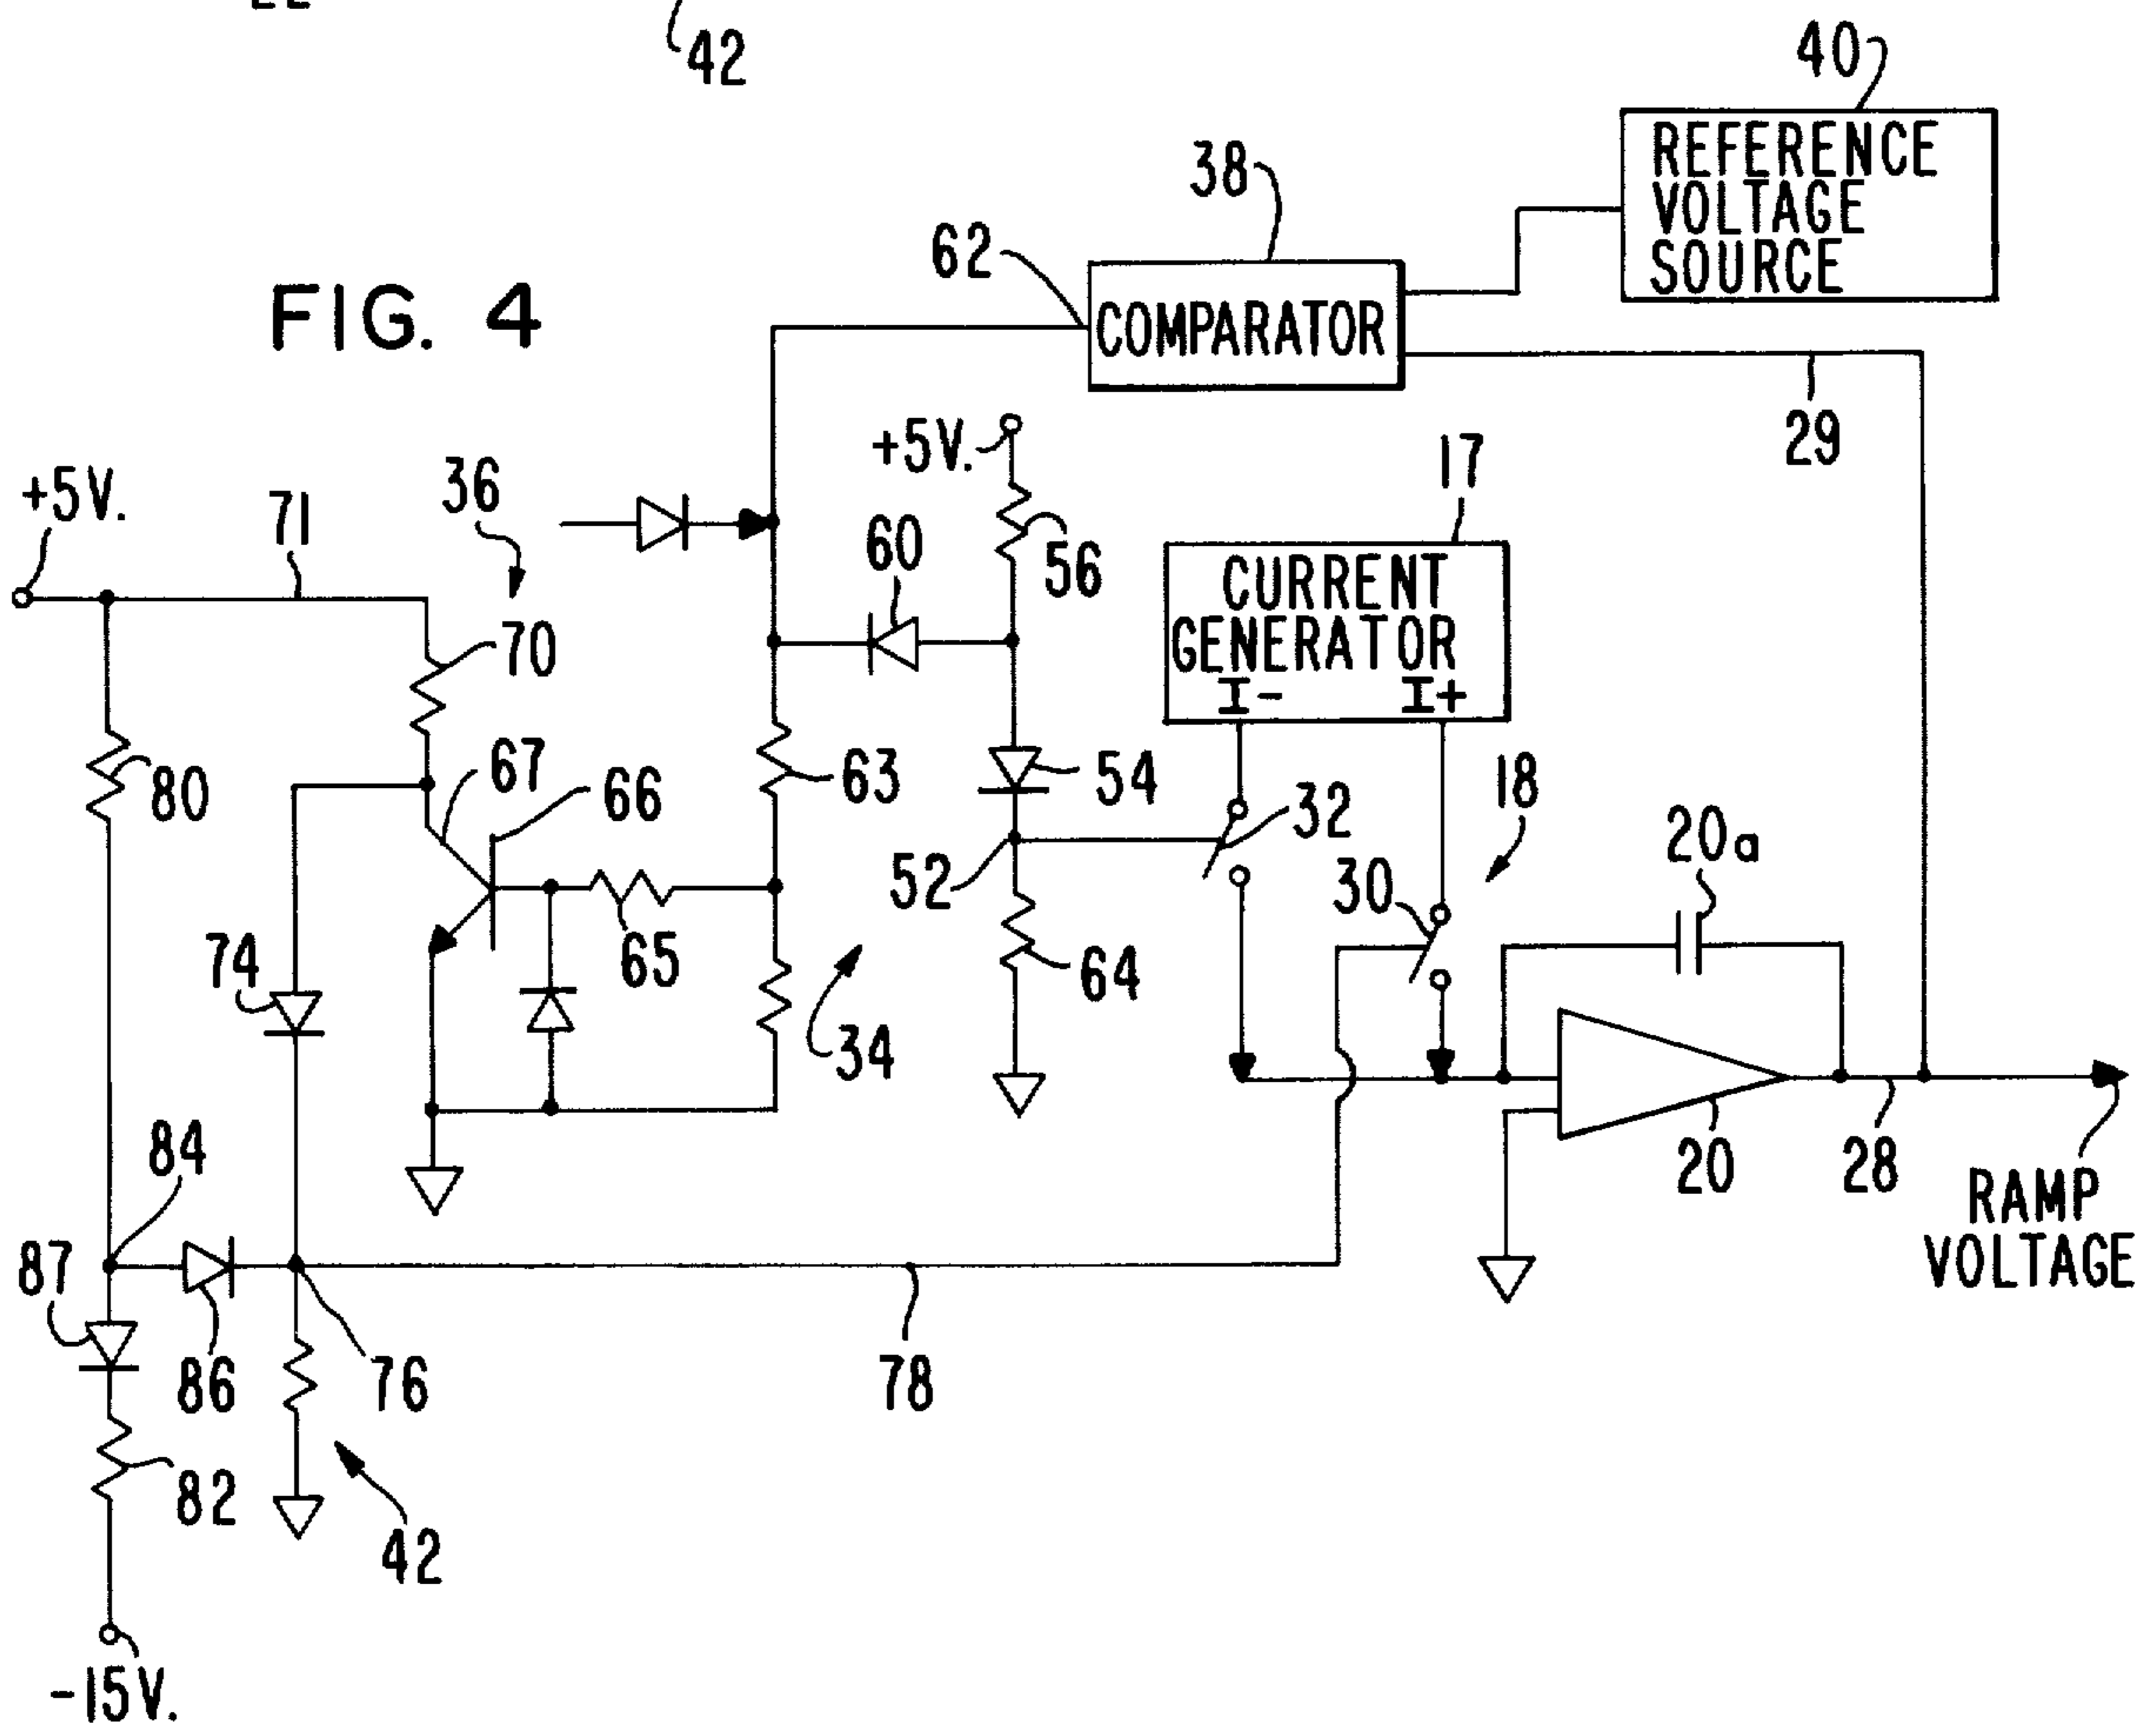 22
42
40
REFERENCE
VOLTAGE
SOURCE
38
62
COMPARATOR
FIG. 4
29
+5V.
17
+5V.
71
36
60
56
CURRENT
GENERATOR
I- I+
70
80
67
66
63
54
32
18
20a
52
30
74
65
64
34
84
20
28
RAMP
VOLTAGE
87
86
76
78
82
42
-15V.